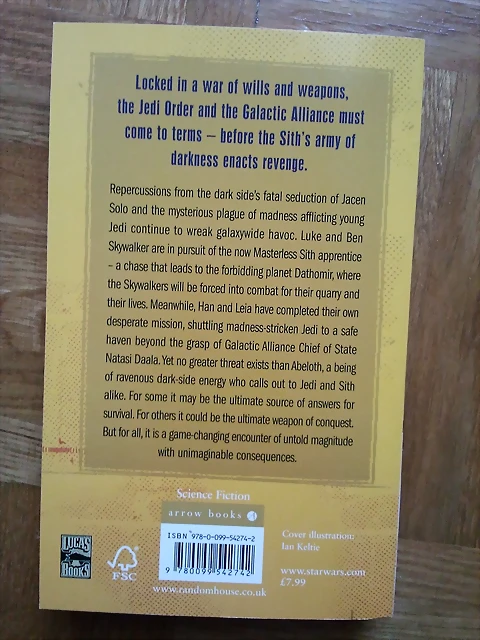 Locked in a war of wills and weapons,
the Jedi Order and the Galactic Alliance must
come to terms – before the Sith's army of
darkness enacts revenge.
Repercussions from the dark side's fatal seduction of Jacen
Solo and the mysterious plague of madness afflicting young
Jedi continue to wreak galaxywide havoc. Luke and Ben
Skywalker are in pursuit of the now Masterless Sith apprentice
– a chase that leads to the forbidding planet Dathomir, where
the Skywalkers will be forced into combat for their quarry and
their lives. Meanwhile, Han and Leia have completed their own
desperate mission, shuttling madness-stricken Jedi to a safe
haven beyond the grasp of Galactic Alliance Chief of State
Natasi Daala. Yet no greater threat exists than Abeloth, a being
of ravenous dark-side energy who calls out to Jedi and Sith
alike. For some it may be the ultimate source of answers for
survival. For others it could be the ultimate weapon of conquest.
But for all, it is a game-changing encounter of untold magnitude
with unimaginable consequences.
Science Fiction
arrow books
ISBN 978-0-099-54274-2
9 780099 542742
www.randomhouse.co.uk
Cover illustration:
Ian Keltie
www.starwars.com
£7.99
LUCAS
BOOKS
FSC